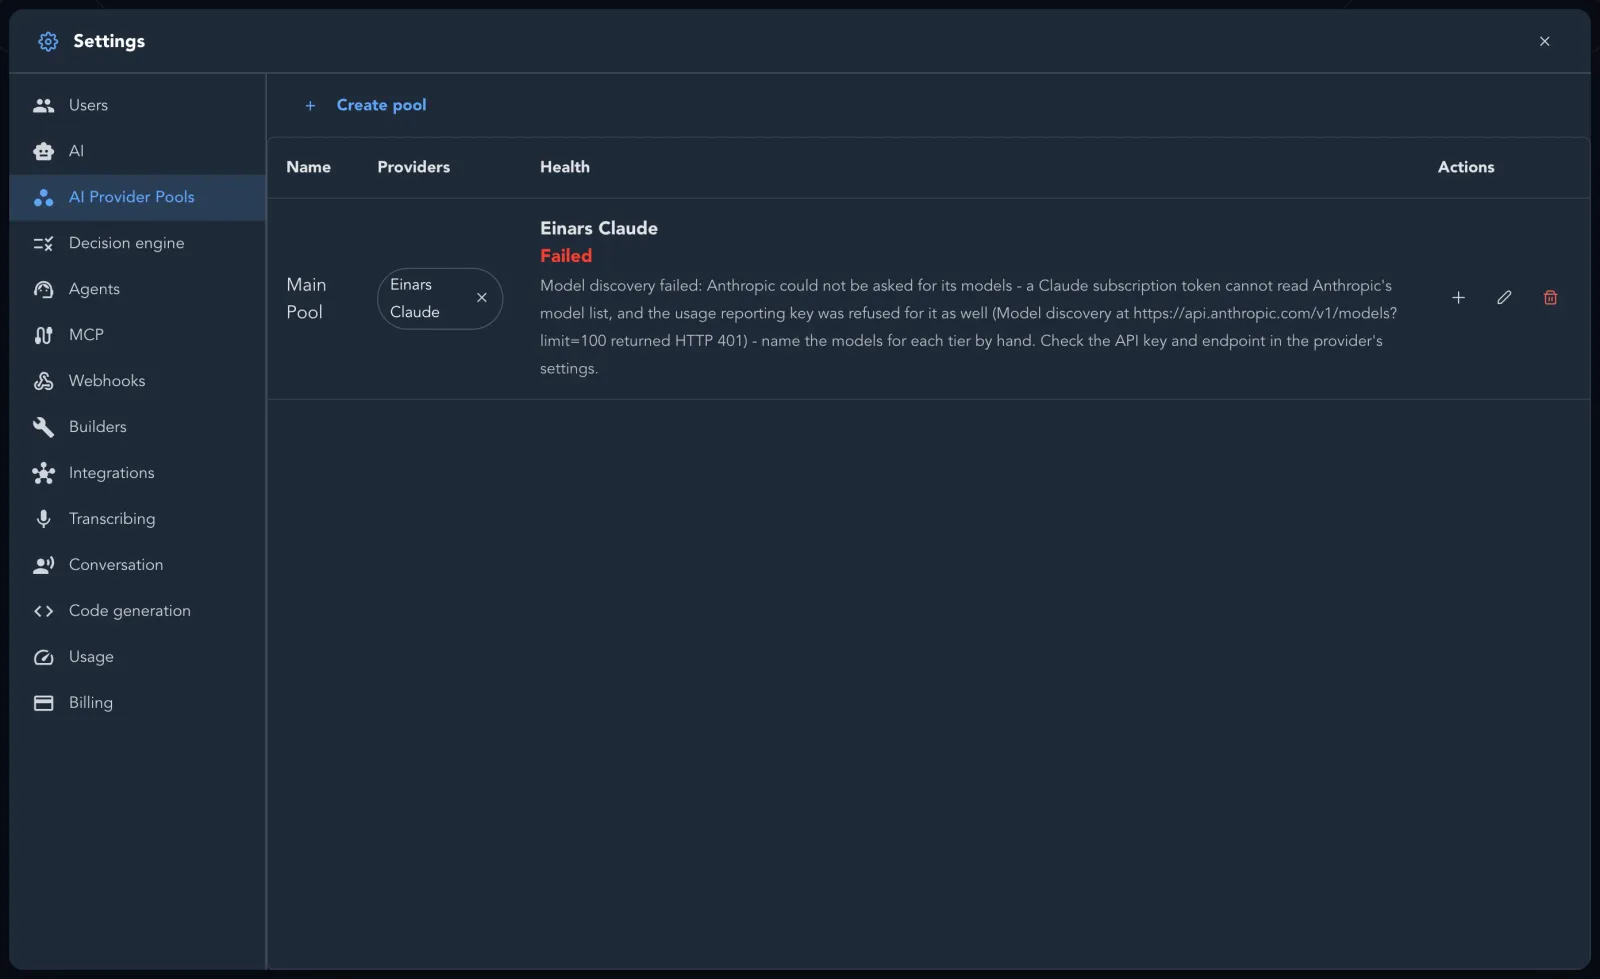 Settings
Users
AI
AI Provider Pools
Decision engine
Agents
MCP
Webhooks
Builders
Integrations
Transcribing
Conversation
Code generation
Usage
Billing
+ Create pool
Name Providers Health Actions
Main
Pool
Einars
Claude
Einars Claude
Failed
Model discovery failed: Anthropic could not be asked for its models - a Claude subscription token cannot read Anthropic's
model list, and the usage reporting key was refused for it as well (Model discovery at https://api.anthropic.com/v1/models?
limit=100 returned HTTP 401) - name the models for each tier by hand. Check the API key and endpoint in the provider's
settings.